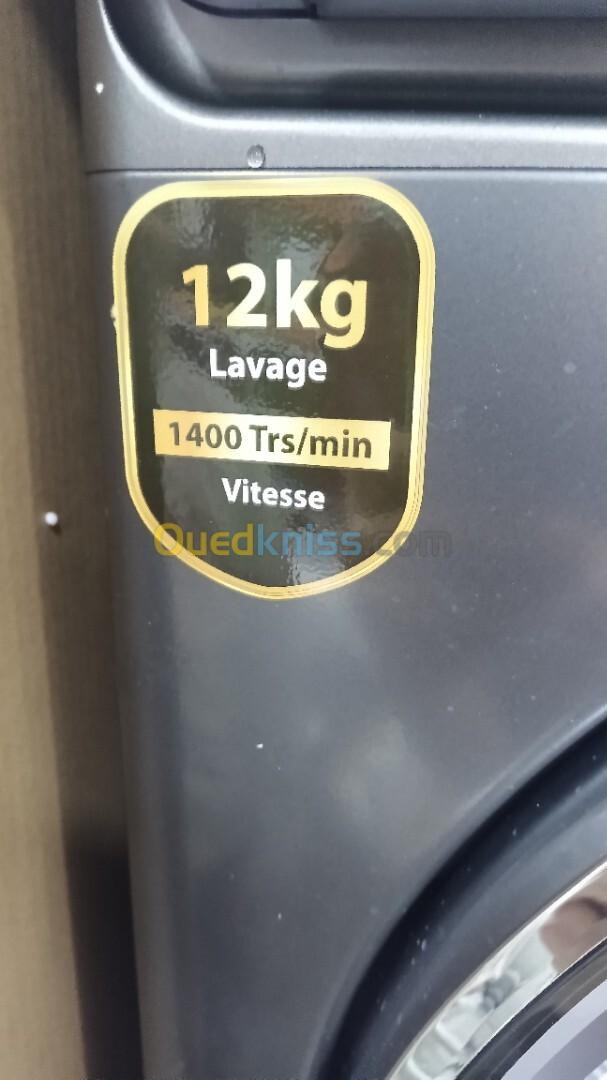 12kg
Lavage
1400 Trs/min
Vitesse
Ouedkniss.com